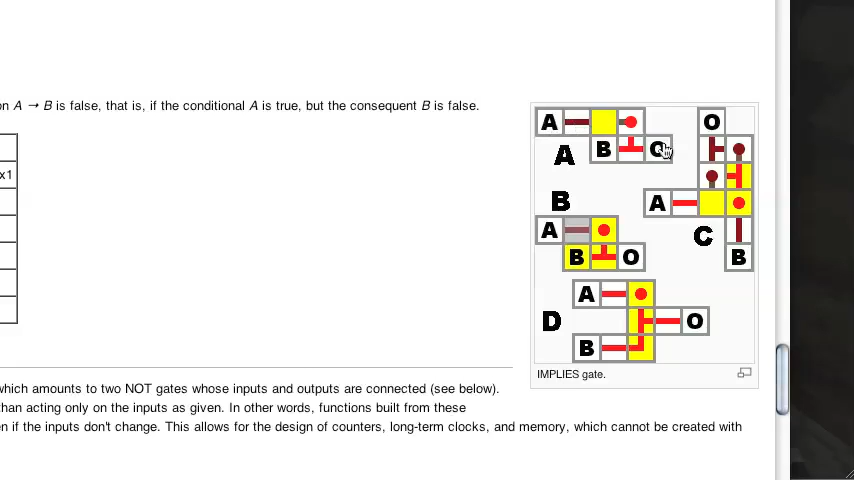 on A → B is false, that is, if the conditional A is true, but the consequent B is false.
x1
A O
B O
A
B A
A C
B O B
A
D O
B
IMPLIES gate.
which amounts to two NOT gates whose inputs and outputs are connected (see below).
than acting only on the inputs as given. In other words, functions built from these
en if the inputs don't change. This allows for the design of counters, long-term clocks, and memory, which cannot be created with